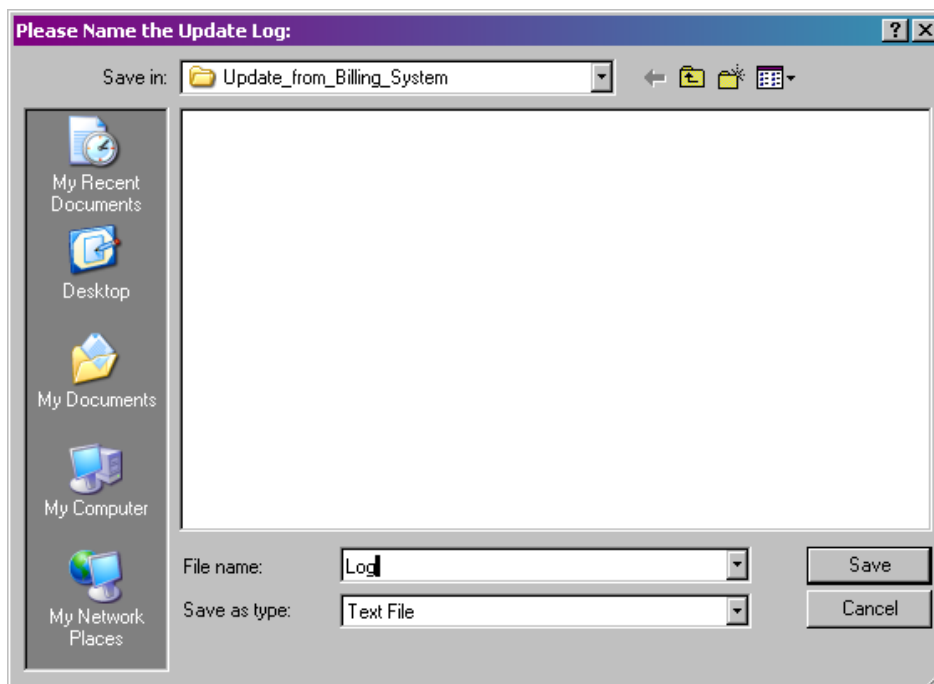 Please Name the Update Log:
?
X
Save in:
Update_from_Billing_System
My Recent
Documents
Desktop
My Documents
My Computer
My Network
Places
File name:
Log
Save
Save as type:
Text File
Cancel